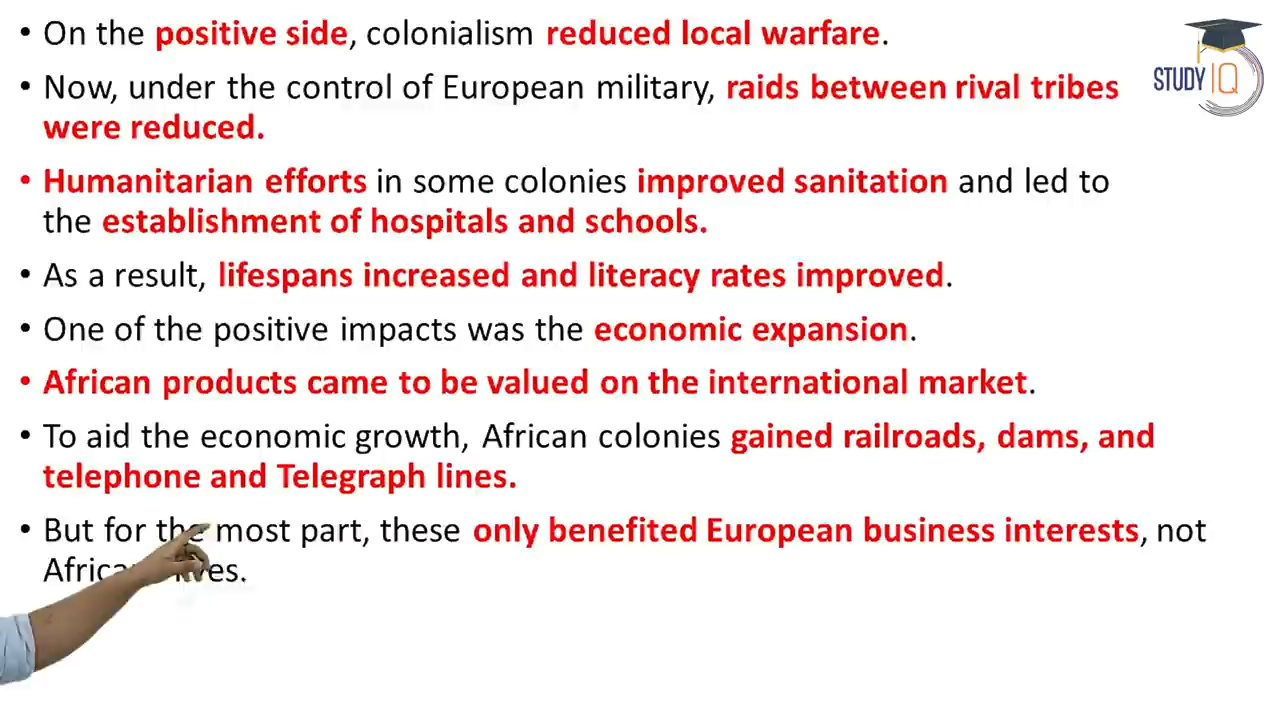 • On the positive side, colonialism reduced local warfare.
• Now, under the control of European military, raids between rival tribes
were reduced.
• Humanitarian efforts in some colonies improved sanitation and led to
the establishment of hospitals and schools.
• As a result, lifespans increased and literacy rates improved.
• One of the positive impacts was the economic expansion.
• African products came to be valued on the international market.
• To aid the economic growth, African colonies gained railroads, dams, and
telephone and Telegraph lines.
• But for the most part, these only benefited European business interests, not
African lives.
STUDY IQ